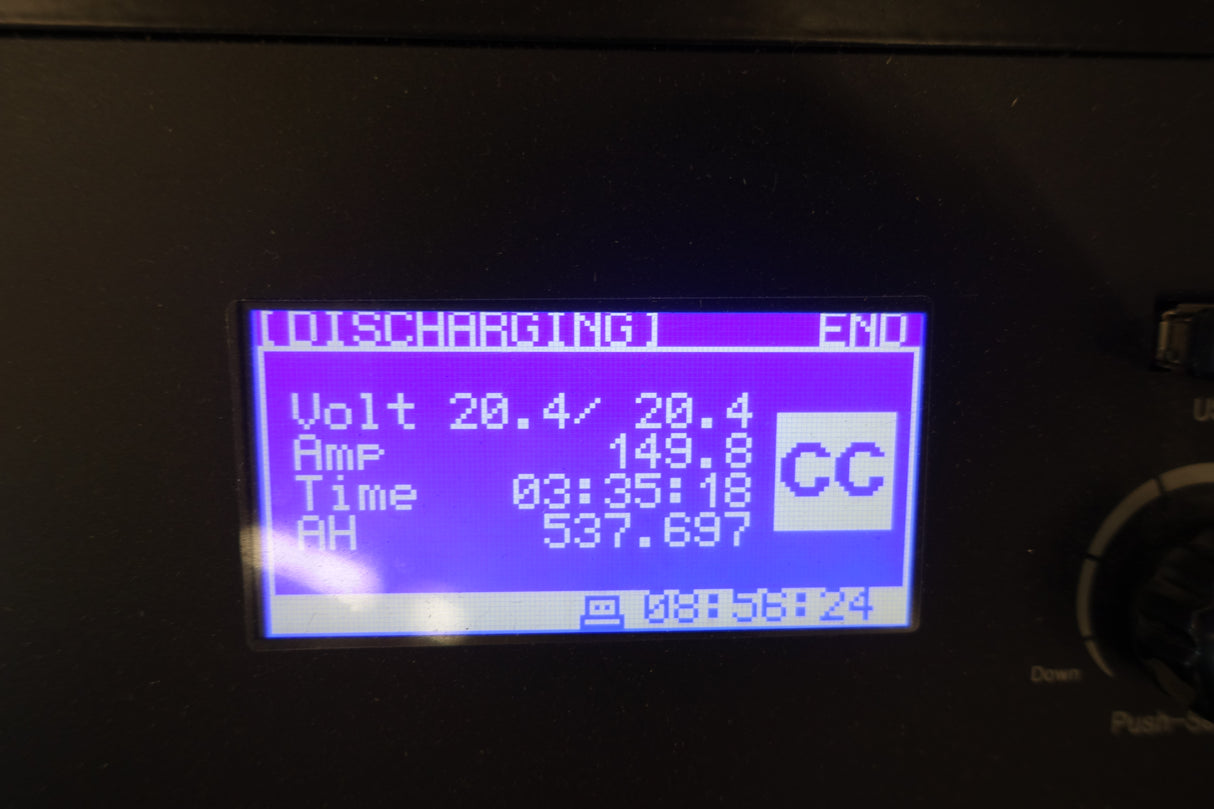 [DISCHARGING] END
Volt 20.4/ 20.4
Amp 149.8
CC
Time 03:35:18
AH 537.697
08:56:24
Down